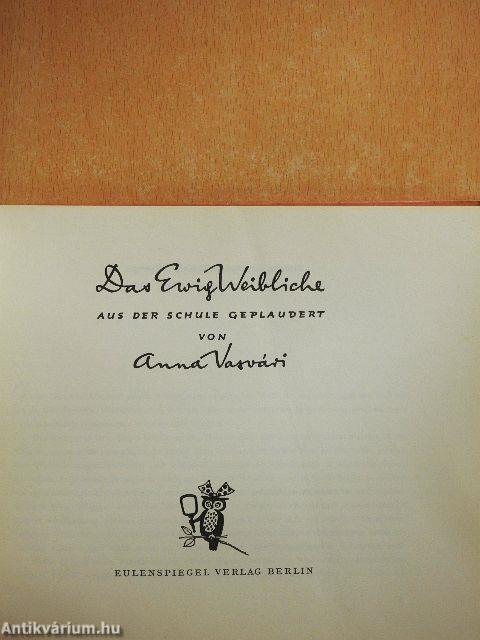 Das Ewig Weibliche
AUS DER SCHULE GEPLAUDERT
VON
Anna Vasvári
EULENSPIEGEL VERLAG BERLIN
Antikvárium.hu